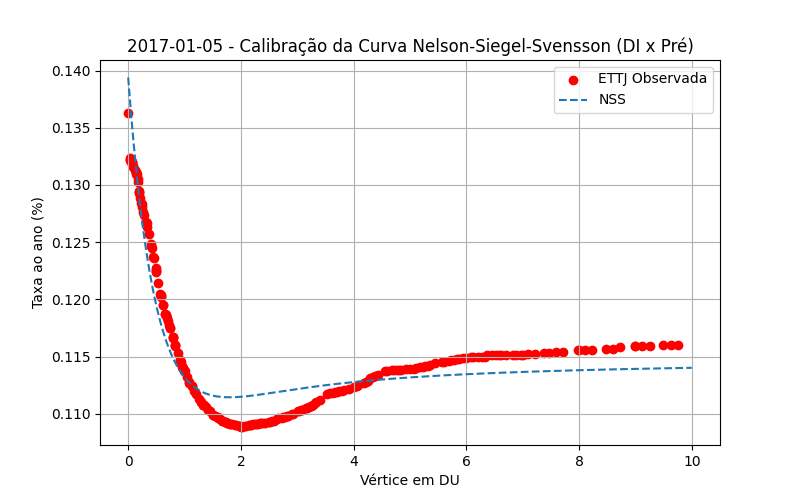 2017-01-05 - Calibração da Curva Nelson-Siegel-Svensson (DI x Pré)
ETTJ Observada
NSS
Taxa ao ano (%)
0.140
0.135
0.130
0.125
0.120
0.115
0.110
0
2
4
6
8
10
Vértice em DU